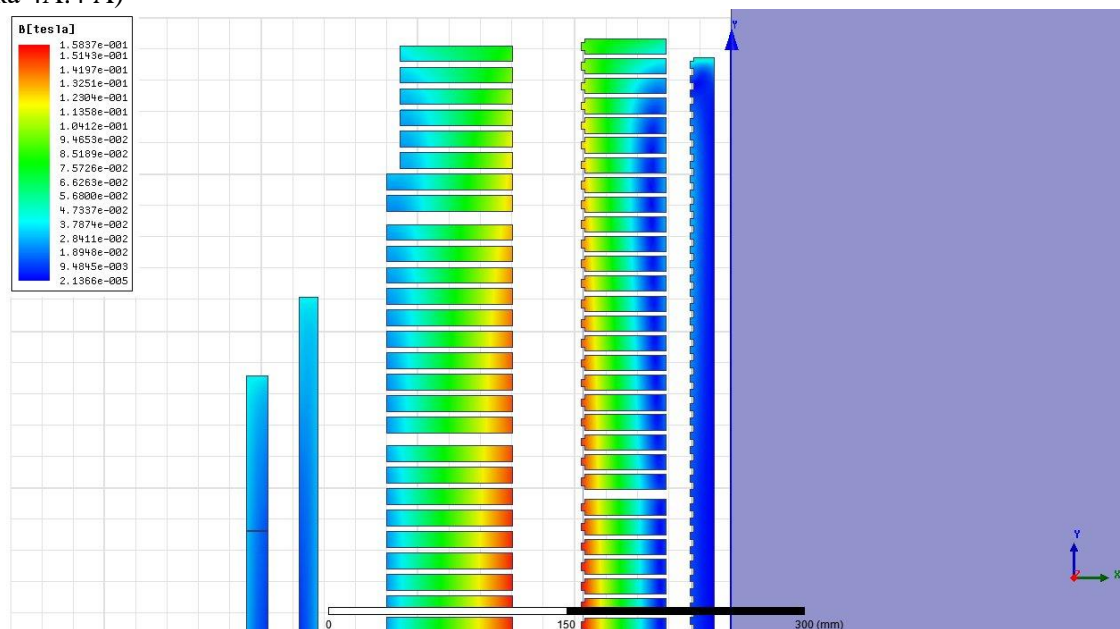 B[tesla]
1.5837e-001
1.5143e-001
1.4197e-001
1.3251e-001
1.2304e-001
1.1358e-001
1.0412e-001
9.4653e-002
8.5189e-002
7.5726e-002
6.6263e-002
5.6800e-002
4.7337e-002
3.7874e-002
2.8411e-002
1.8948e-002
9.4845e-003
2.1366e-005
Y
Y
X
0 150 300 (mm)